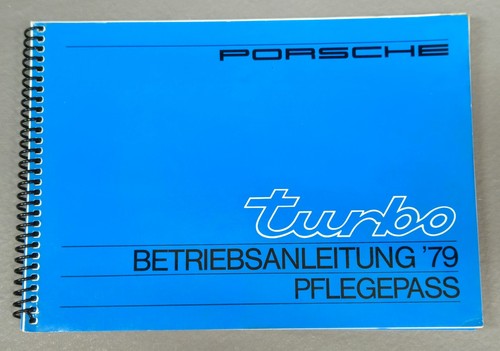 PORSCHE
turbo
BETRIEBSANLEITUNG '79
PFLEGEPASS